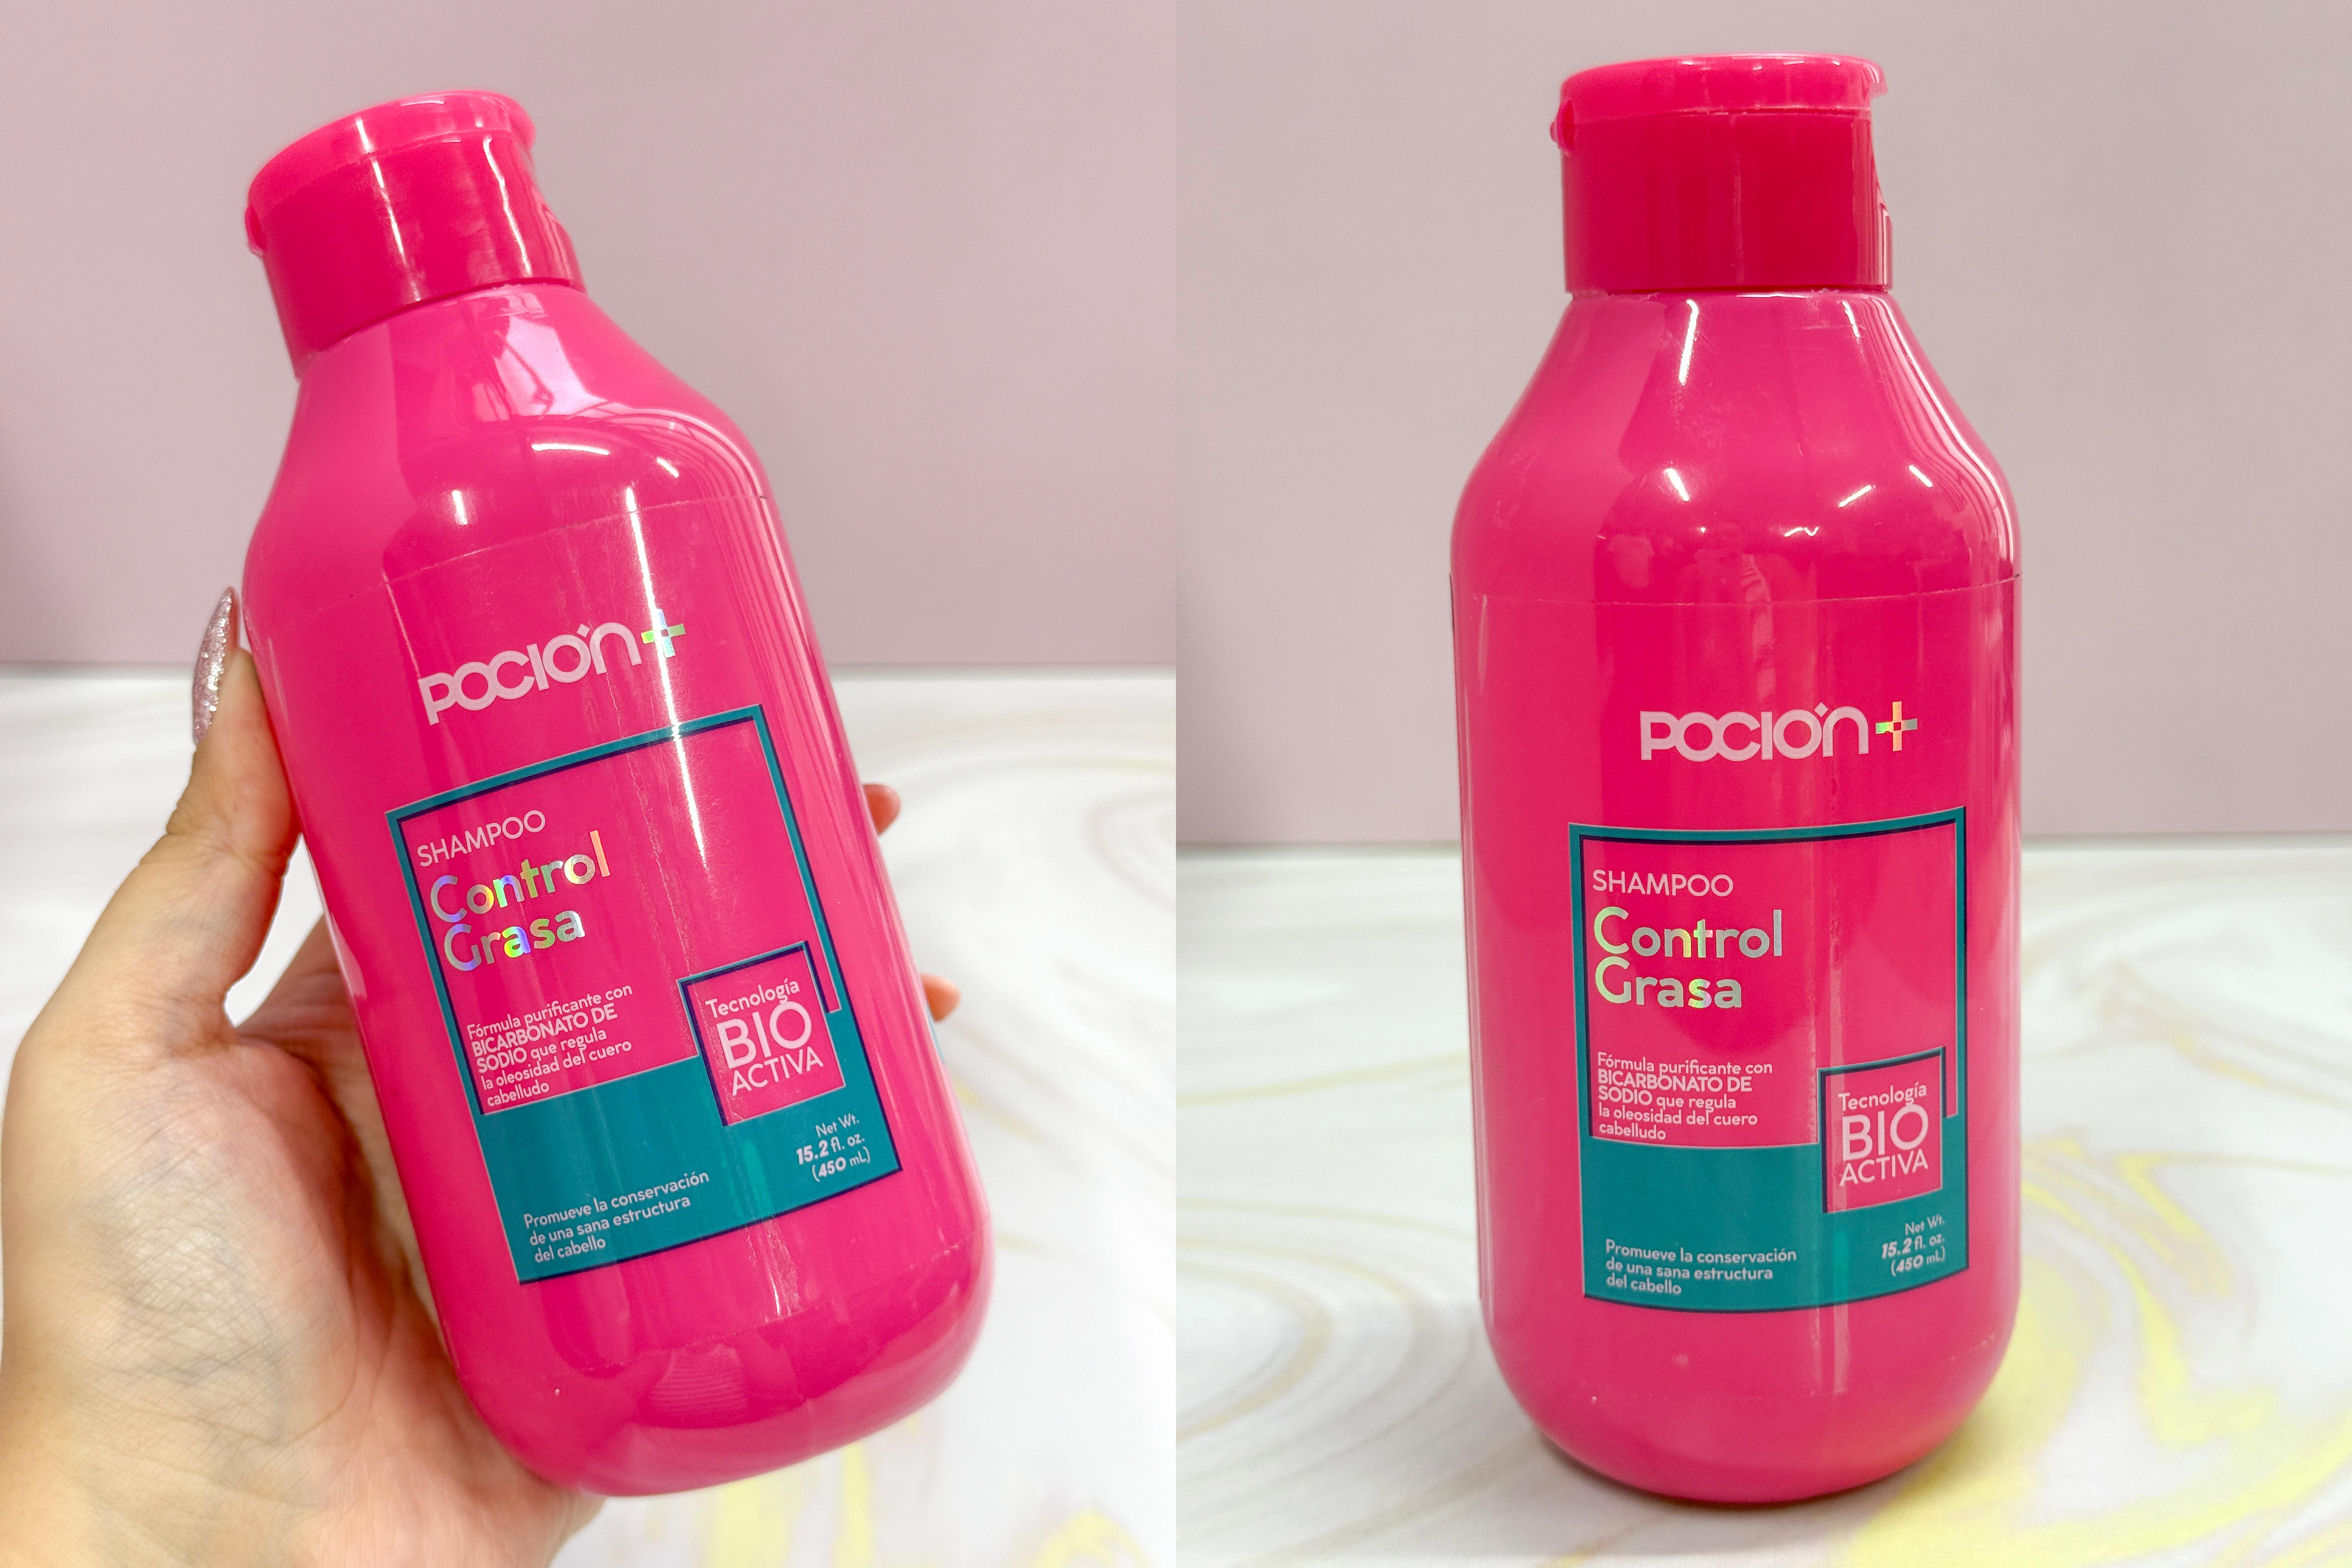 POCIÓN+
SHAMPOO
Control
Grasa
Fórmula purificante con
BICARBONATO DE
SODIO que regula
la oleosidad del cuero
cabelludo
Tecnología
BIO
ACTIVA
Net Wt.
15.2 fl. oz.
(450 mL)
Promueve la conservación
de una sana estructura
del cabello
POCIÓN+
SHAMPOO
Control
Grasa
Fórmula purificante con
BICARBONATO DE
SODIO que regula
la oleosidad del cuero
cabelludo
Tecnología
BIO
ACTIVA
Net Wt.
15.2 fl. oz.
(450 mL)
Promueve la conservación
de una sana estructura
del cabello